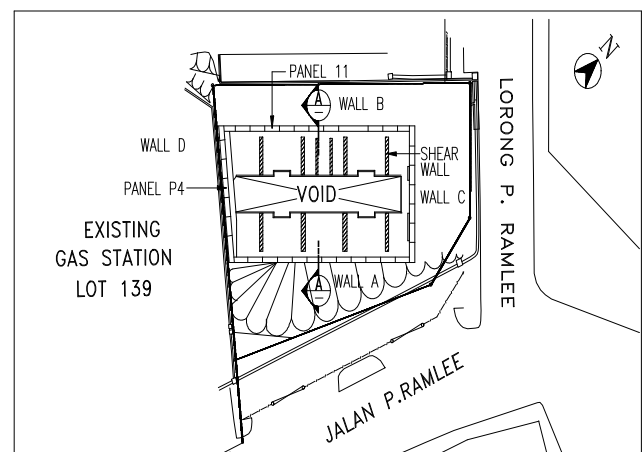 N
PANEL 11
A
WALL B
WALL D
SHEAR
WALL
PANEL P4
VOID
WALL C
EXISTING
GAS STATION
LOT 139
WALL A
A
LORONG P. RAMLEE
JALAN P.RAMLEE